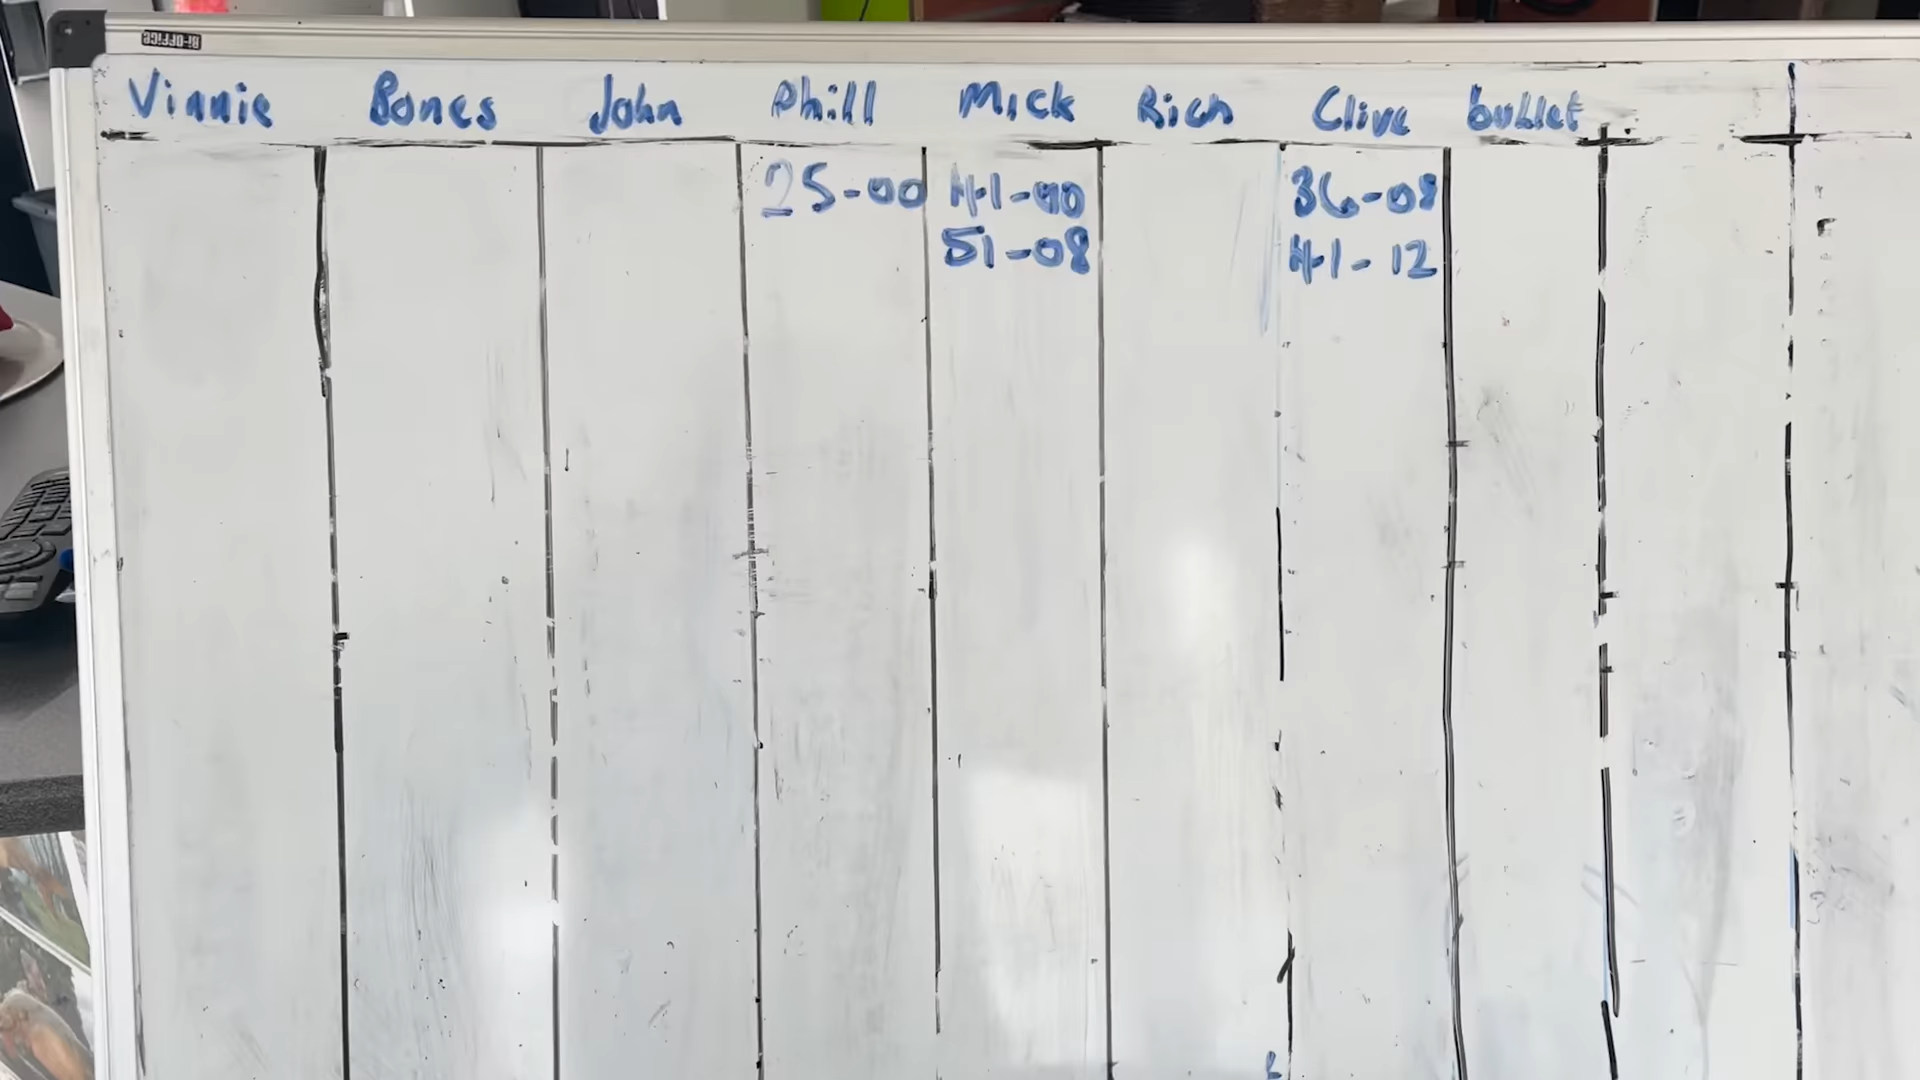 Bi-OFFiCE
Vinnie Bones John Phill Mick Rich Clive bullet
25-00 41-00 36-08
51-08 41-12